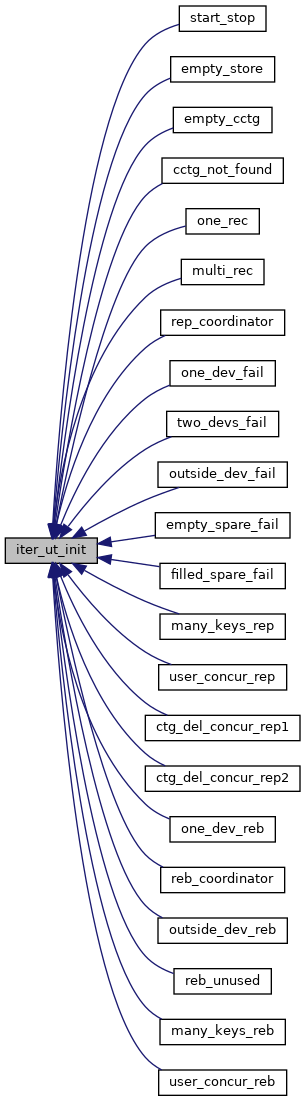 start_stop
empty_store
empty_cctg
cctg_not_found
one_rec
multi_rec
rep_coordinator
one_dev_fail
two_devs_fail
outside_dev_fail
empty_spare_fail
iter_ut_init
filled_spare_fail
many_keys_rep
user_concur_rep
ctg_del_concur_rep1
ctg_del_concur_rep2
one_dev_reb
reb_coordinator
outside_dev_reb
reb_unused
many_keys_reb
user_concur_reb